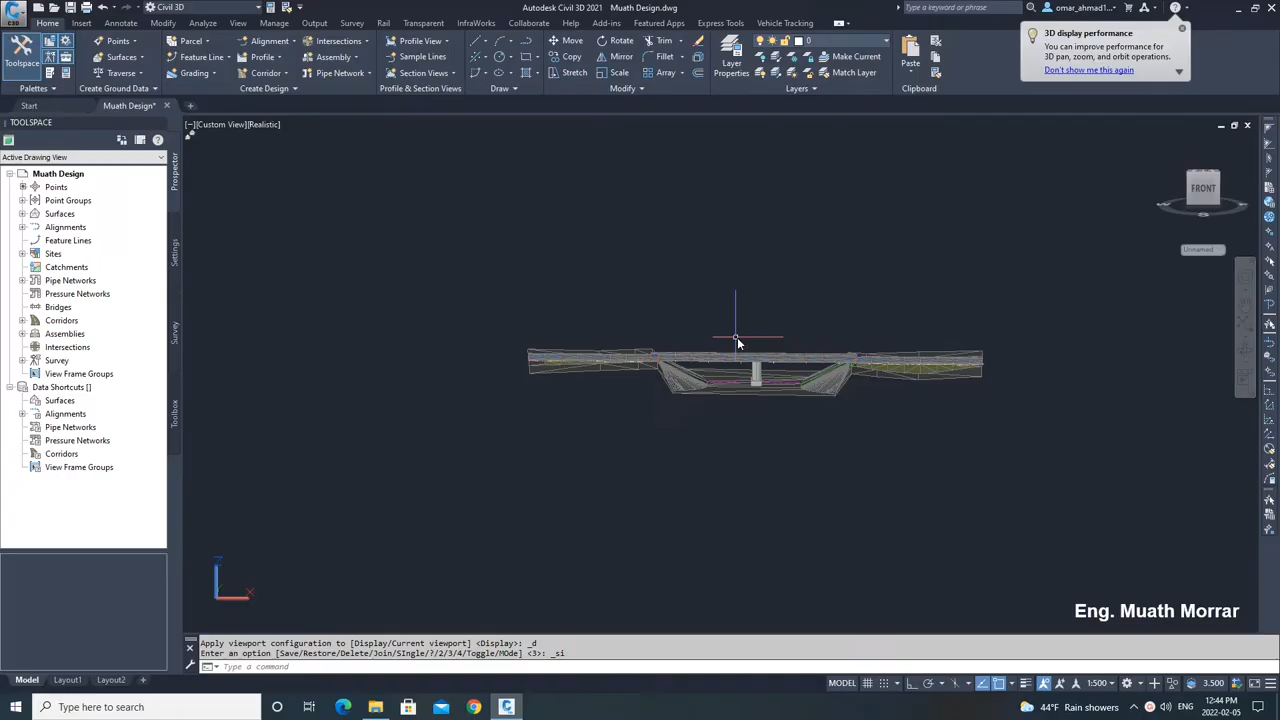 C3D
Civil 3D
Autodesk Civil 3D 2021 Muath Design.dwg
Type a keyword or phrase
omar_ahmad1...
Home
Insert
Annotate
Modify
Analyze
View
Manage
Output
Survey
Rail
Transparent
InfraWorks
Collaborate
Help
Add-ins
Featured Apps
Express Tools
Vehicle Tracking
Toolspace
Palettes
Points
Surfaces
Traverse
Create Ground Data
Parcel
Feature Line
Grading
Alignment
Profile
Corridor
Intersections
Assembly
Pipe Network
Create Design
Profile View
Sample Lines
Section Views
Profile & Section Views
Draw
Move
Copy
Stretch
Rotate
Mirror
Scale
Trim
Fillet
Array
Modify
Layer
Properties
0
Make Current
Match Layer
Layers
Paste
Clipboard
3D display performance
You can improve performance for
3D pan, zoom, and orbit operations.
Don't show me this again
Start
Muath Design*
TOOLSPACE
Active Drawing View
Muath Design
Points
Point Groups
Surfaces
Alignments
Feature Lines
Sites
Catchments
Pipe Networks
Pressure Networks
Bridges
Corridors
Assemblies
Intersections
Survey
View Frame Groups
Data Shortcuts []
Surfaces
Alignments
Pipe Networks
Pressure Networks
Corridors
View Frame Groups
Prospector
Settings
Survey
Toolbox
[−][Custom View][Realistic]
FRONT
Unnamed
Z
X
Eng. Muath Morrar
Apply viewport configuration to [Display/Current viewport] <Display>: _d
Enter an option [Save/Restore/Delete/Join/SIngle/?/2/3/4/Toggle/MOde] <3>: _si
Type a command
Model
Layout1
Layout2
MODEL
1:500
3.500
Type here to search
44°F Rain showers
ENG
12:44 PM
2022-02-05